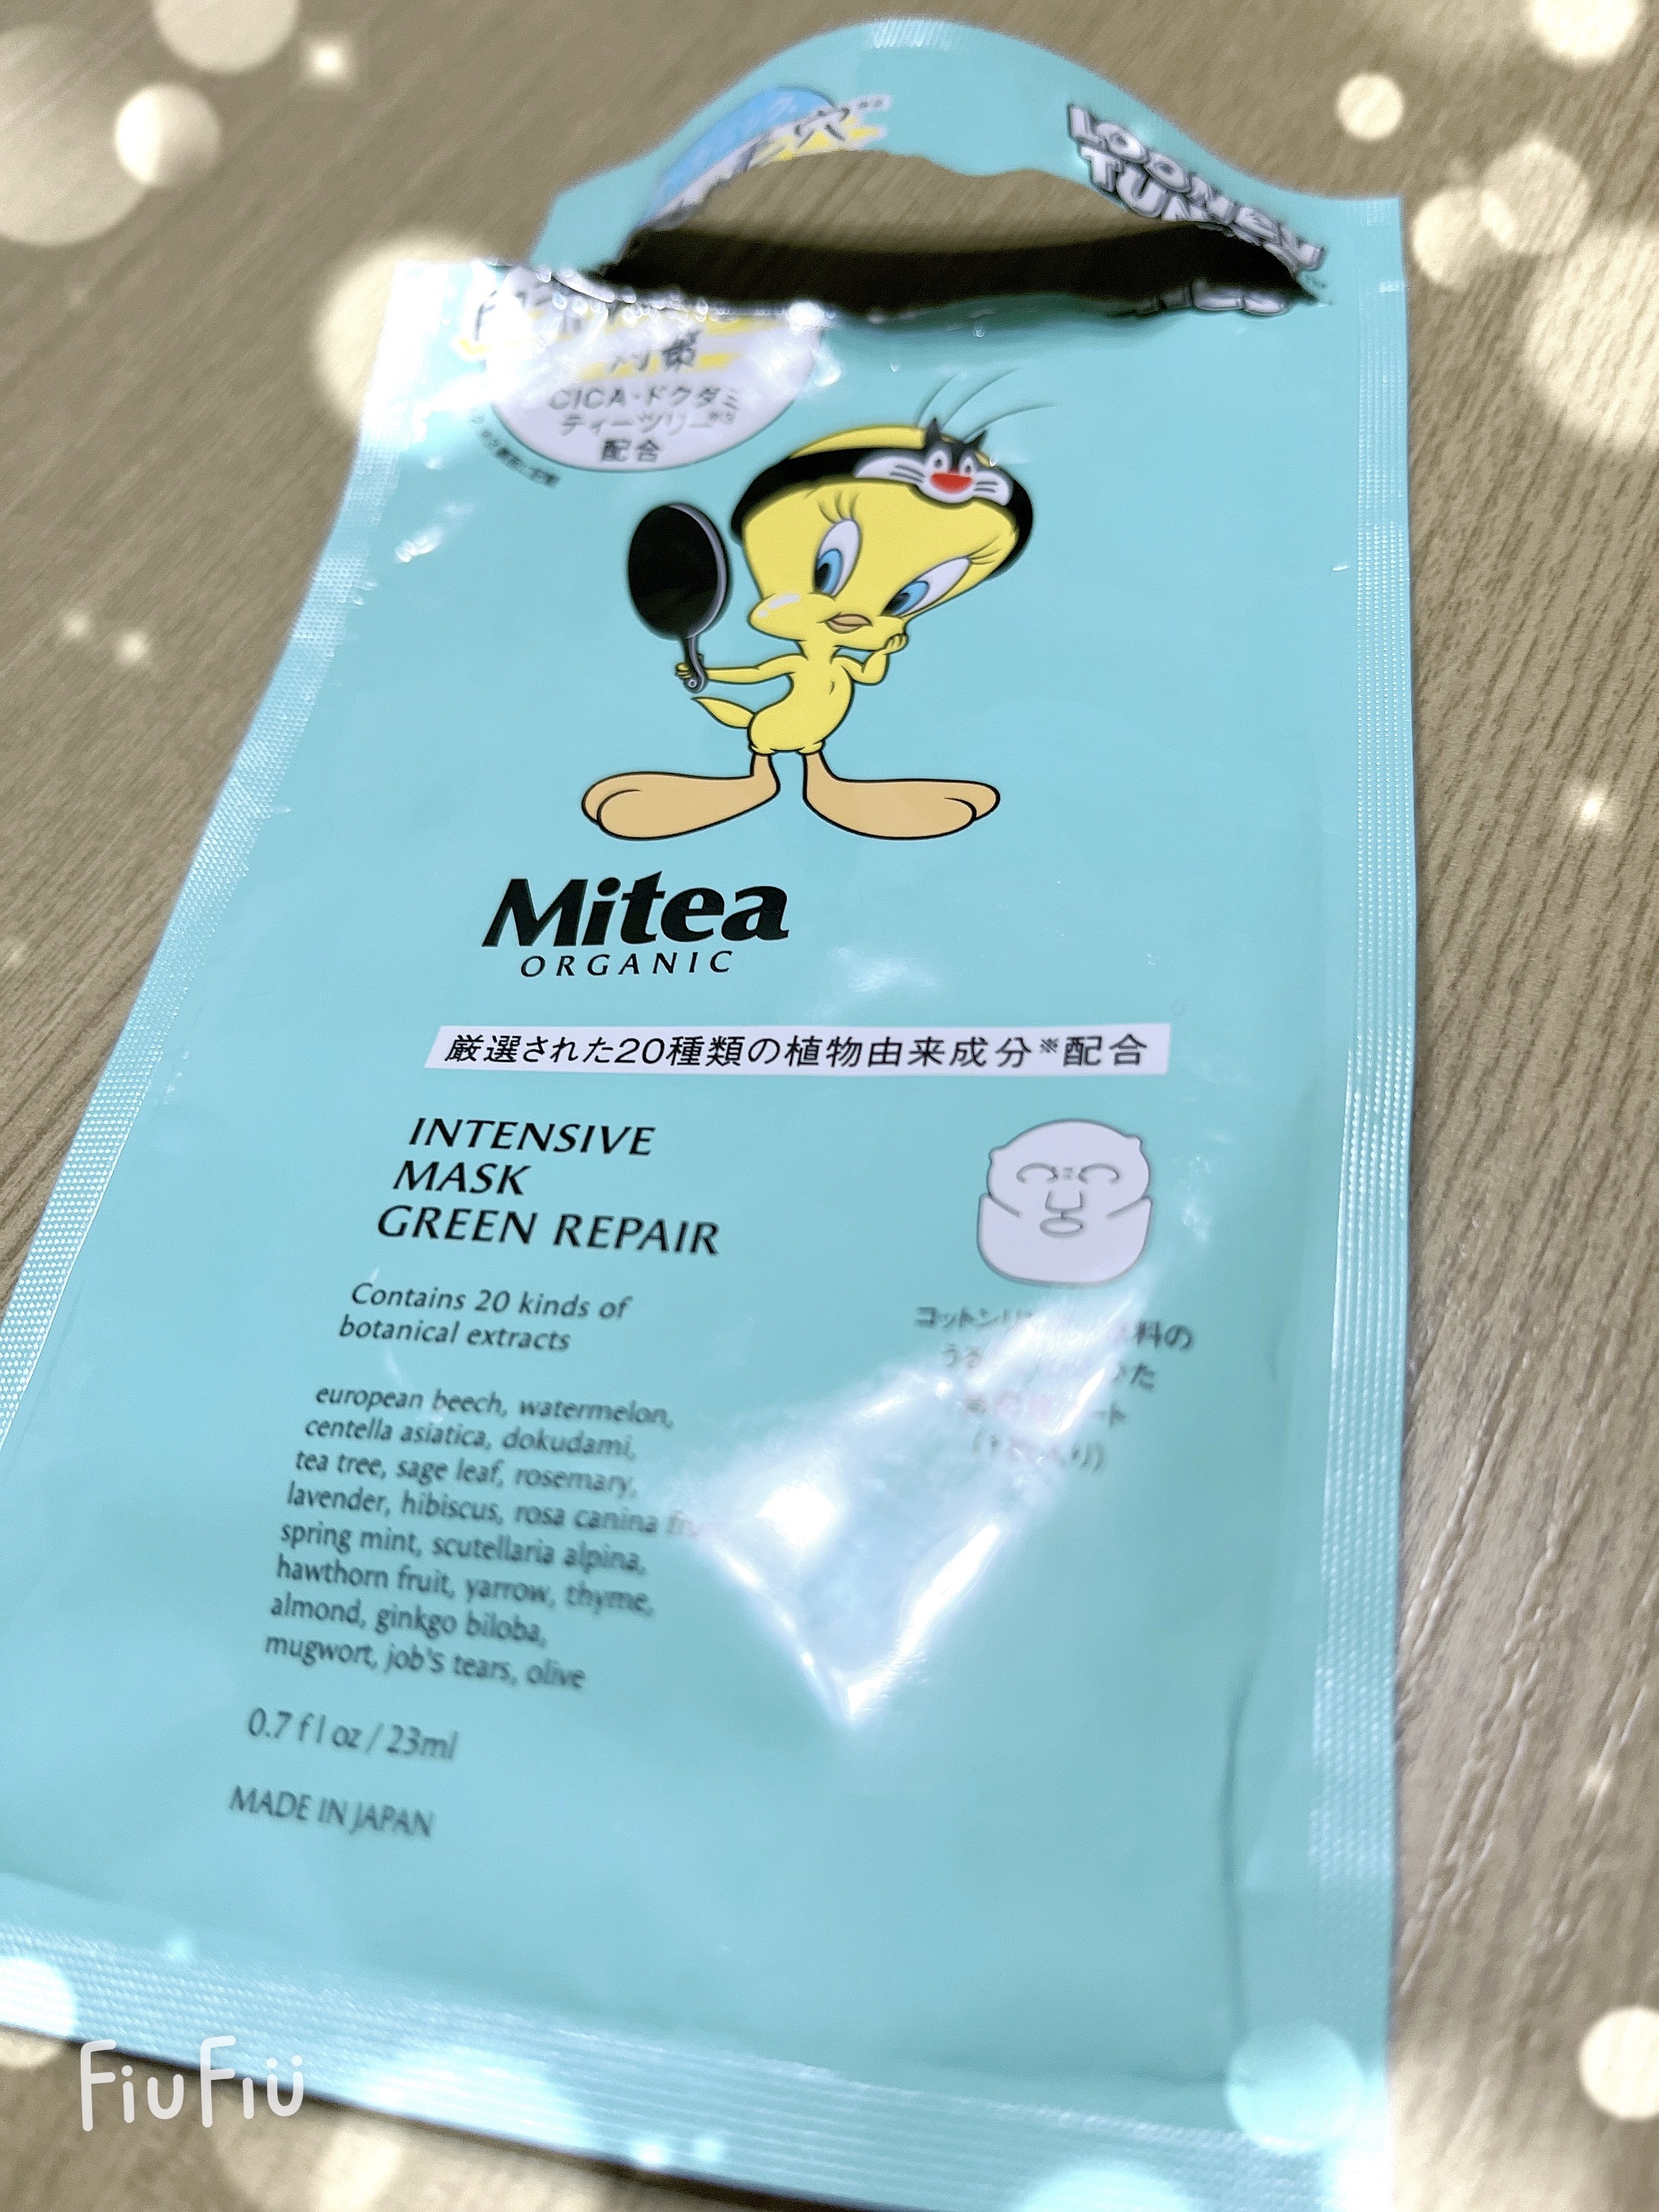 LOONEY
TUNES
対策
CICA・ドクダミ
ティーツリー
配合
Mitea
ORGANIC
厳選された20種類の植物由来成分※配合
INTENSIVE
MASK
GREEN REPAIR
Contains 20 kinds of
botanical extracts
european beech, watermelon,
centella asiatica, dokudami,
tea tree, sage leaf, rosemary,
lavender, hibiscus, rosa canina
spring mint, scutellaria alpina,
hawthorn fruit, yarrow, thyme,
almond, ginkgo biloba,
mugwort, job's tears, olive
0.7 fl oz / 23ml
MADE IN JAPAN
FiuFiü